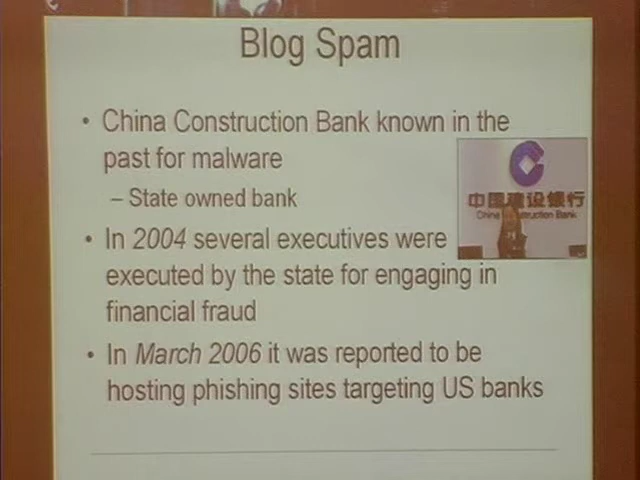 Blog Spam
• China Construction Bank known in the
past for malware
– State owned bank
中国建设银行
China Construction Bank
• In 2004 several executives were
executed by the state for engaging in
financial fraud
• In March 2006 it was reported to be
hosting phishing sites targeting US banks